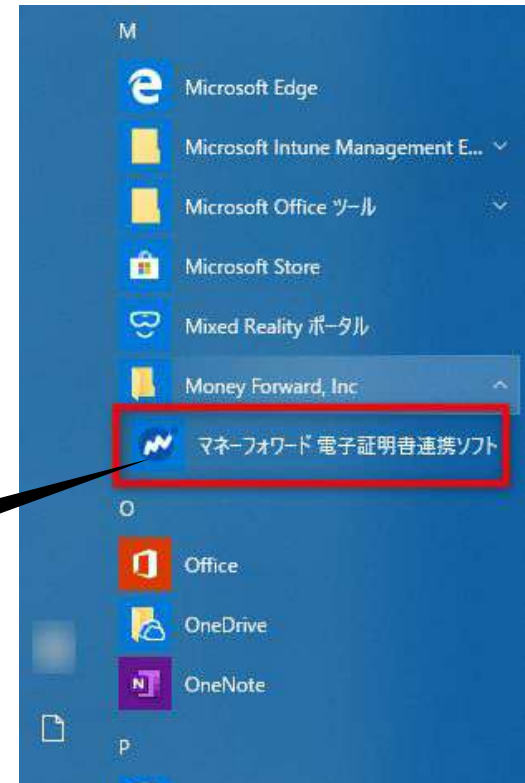 M
Microsoft Edge
Microsoft Intune Management E...
Microsoft Office ツール
Microsoft Store
Mixed Reality ポータル
Money Forward, Inc
マネーフォワード 電子証明書連携ソフト
O
Office
OneDrive
OneNote
P